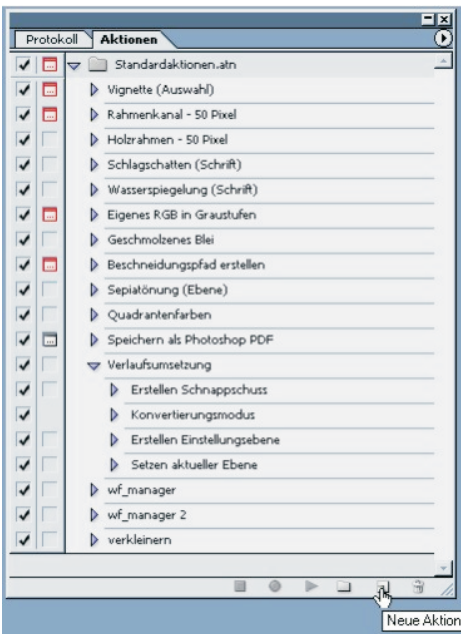 Protokoll Aktionen
Standardaktionen.atn
Vignette (Auswahl)
Rahmenkanal - 50 Pixel
Holzrahmen - 50 Pixel
Schlagschatten (Schrift)
Wasserspiegelung (Schrift)
Eigenes RGB in Graustufen
Geschmolzenes Blei
Beschneidungspfad erstellen
Sepiatönung (Ebene)
Quadrantenfarben
Speichern als Photoshop PDF
Verlaufsumsetzung
Erstellen Schnappschuss
Konvertierungsmodus
Erstellen Einstellungsebene
Setzen aktueller Ebene
wf_manager
wf_manager 2
verkleinern
Neue Aktion